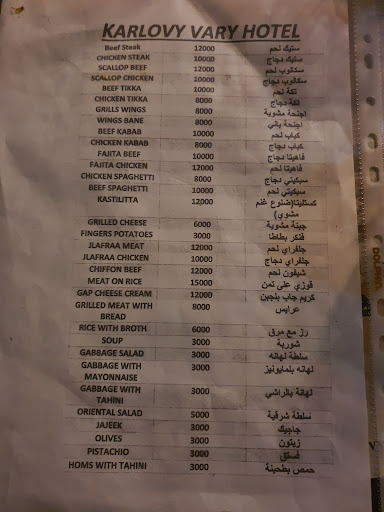 KARLOVY VARY HOTEL
Beef Steak 12000 ستيك لحم
CHICKEN STEAK 10000 ستيك دجاج
SCALLOP BEEF 12000 سكالوب لحم
SCALLOP CHICKEN 10000 سكالوب دجاج
BEEF TIKKA 10000 تكة لحم
CHICKEN TIKKA 8000 تكة دجاج
GRILLS WINGS 8000 اجنحة مشوية
WINGS BANE 8000 اجنحة باني
BEEF KABAB 10000 كباب لحم
CHICKEN KABAB 8000 كباب دجاج
FAJITA BEEF 10000 فاهيتا دجاج
FAJITA CHICKEN 12000 فاهيتا لحم
CHICKEN SPAGHETTI 8000 سبكيتي دجاج
BEEF SPAGHETTI 10000 سبكيتي لحم
KASTILITTA 12000 كستليتا(ضلوع غنم
مشوي)
GRILLED CHEESE 6000 جبنة مشوية
FINGERS POTATOES 3000 فنكر بطاطا
JLAFRAA MEAT 12000 جلفراي لحم
JLAFRAA CHICKEN 10000 جلفراي دجاج
CHIFFON BEEF 12000 شيفون لحم
MEAT ON RICE 15000 قوزي على تمن
GAP CHEESE CREAM 12000 كريم جاب بلجبن
GRILLED MEAT WITH 8000 عرايس
BREAD
RICE WITH BROTH 6000 رز مع مرق
SOUP 3000 شوربة
GABBAGE SALAD 3000 سلطة لهانه
GABBAGE WITH 3000 لهانه بلمايونيز
MAYONNAISE
GABBAGE WITH 3000 لهانة بالراشي
TAHINI
ORIENTAL SALAD 5000 سلطة شرقية
JAJEEK 3000 جاجيك
OLIVES 3000 زيتون
PISTACHIO 3000 فستق
HOMS WITH TAHINI 3000 حمص بطحينة